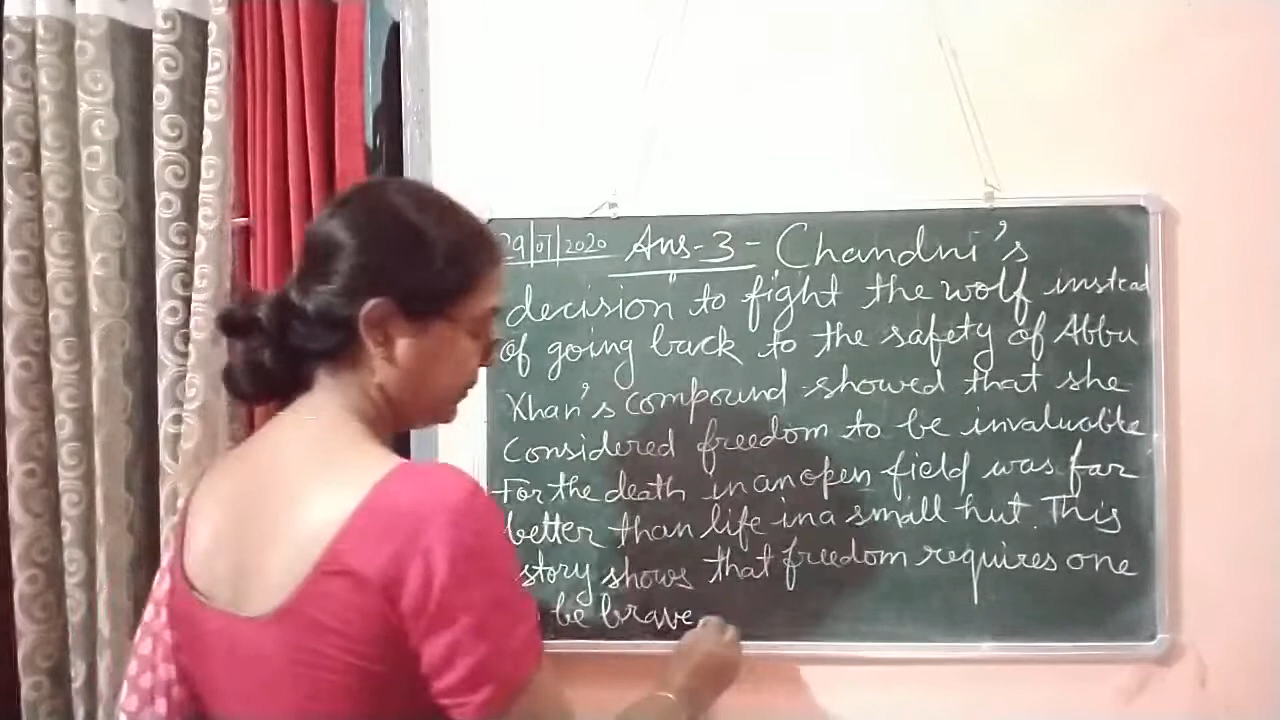 29/07/2020 Ans-3- Chandni's
decision to fight the wolf instead
of going back to the safety of Abbu
Khan's compound showed that she
considered freedom to be invaluable
For the death in an open field was far
better than life in a small hut. This
story shows that freedom requires one
be brave